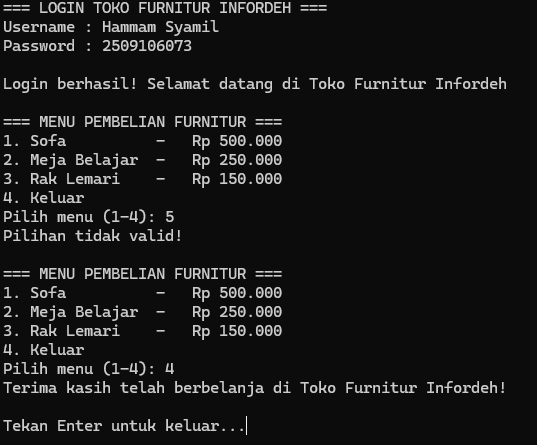 === LOGIN TOKO FURNITUR INFORDEH ===
Username : Hammam Syamil
Password : 2509106073
Login berhasil! Selamat datang di Toko Furnitur Infordeh
=== MENU PEMBELIAN FURNITUR ===
1. Sofa          -   Rp 500.000
2. Meja Belajar  -   Rp 250.000
3. Rak Lemari    -   Rp 150.000
4. Keluar
Pilih menu (1-4): 5
Pilihan tidak valid!
=== MENU PEMBELIAN FURNITUR ===
1. Sofa          -   Rp 500.000
2. Meja Belajar  -   Rp 250.000
3. Rak Lemari    -   Rp 150.000
4. Keluar
Pilih menu (1-4): 4
Terima kasih telah berbelanja di Toko Furnitur Infordeh!
Tekan Enter untuk keluar...